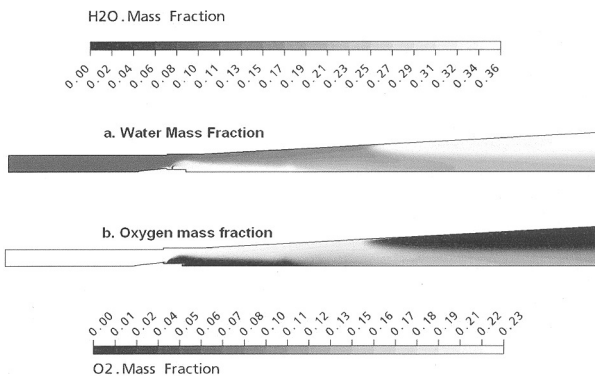 H2O.Mass Fraction
0.00 0.02 0.04 0.06 0.08 0.10 0.11 0.13 0.15 0.17 0.19 0.21 0.23 0.25 0.27 0.29 0.31 0.32 0.34 0.36
a. Water Mass Fraction
b. Oxygen mass fraction
0.00 0.01 0.02 0.04 0.05 0.06 0.07 0.08 0.10 0.11 0.12 0.13 0.14 0.15 0.17 0.18 0.19 0.20 0.22 0.23
O2.Mass Fraction